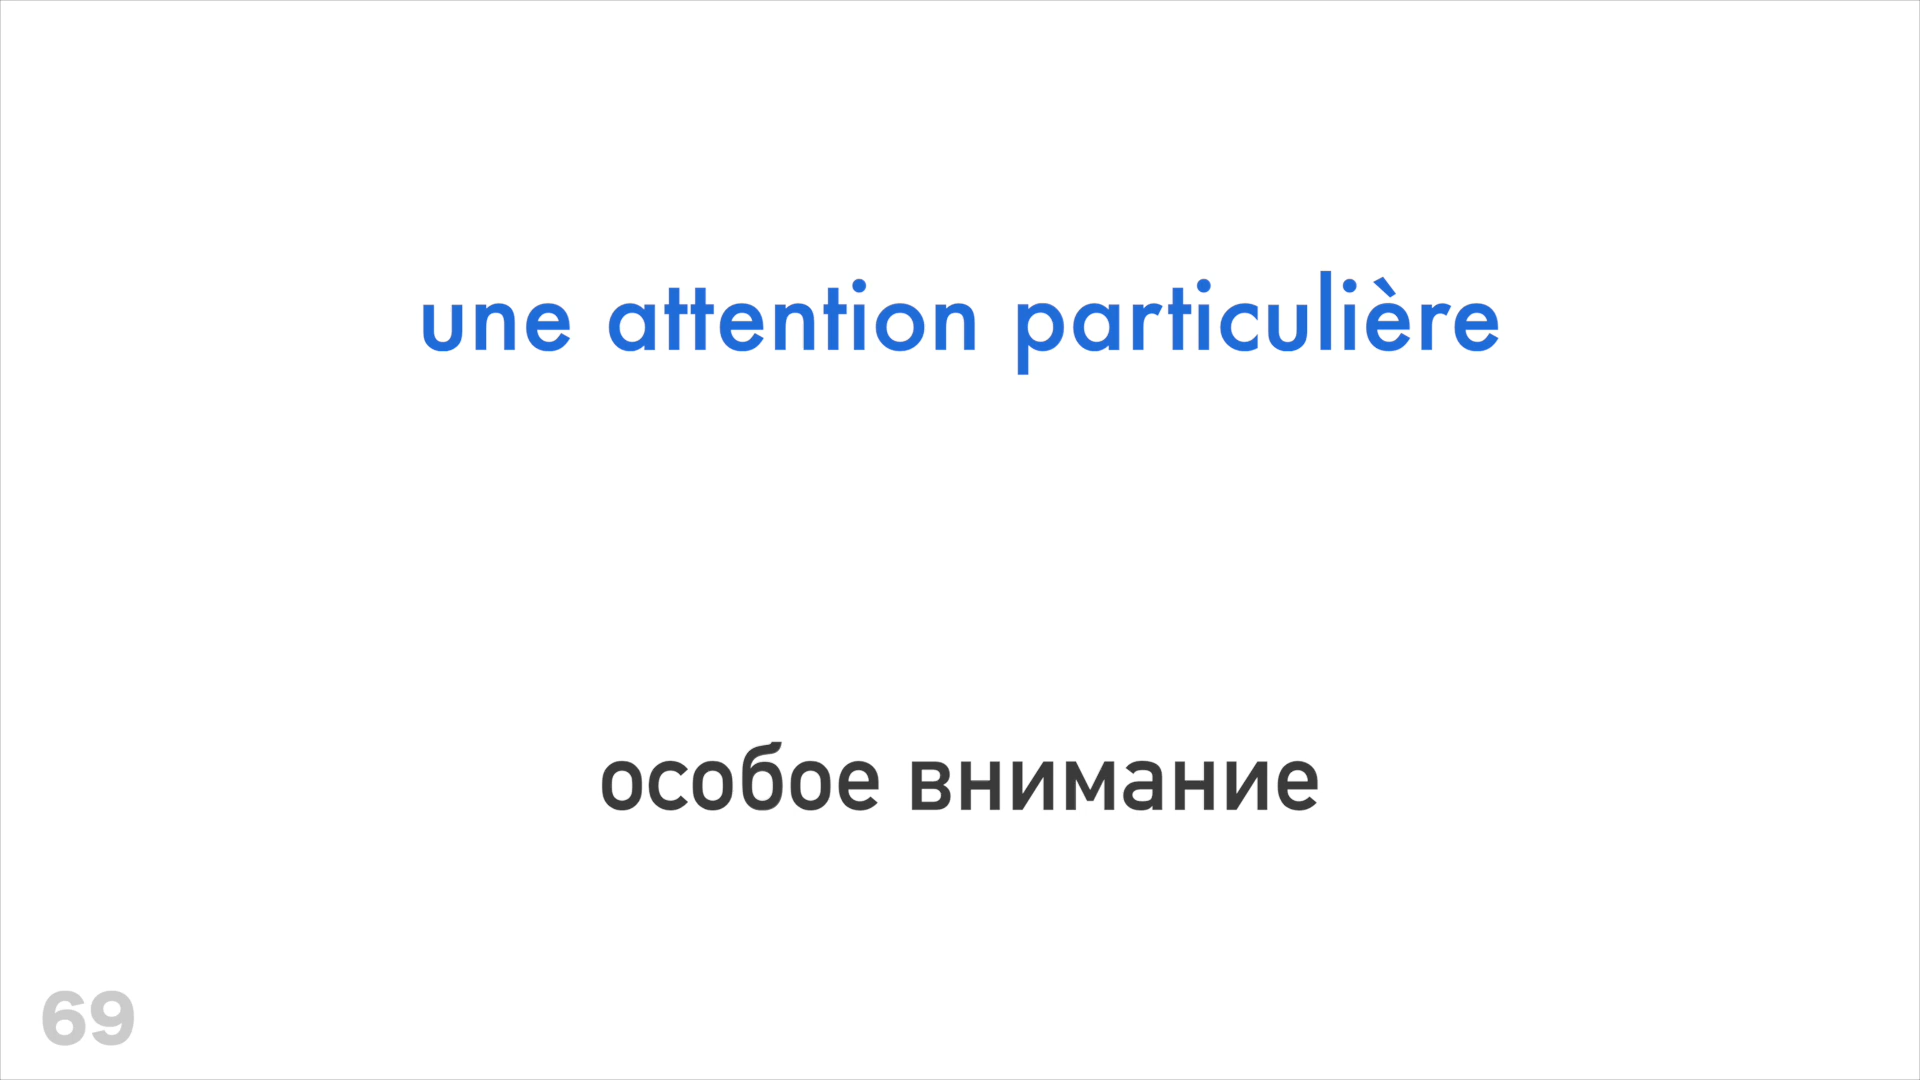 une attention particulière
особое внимание
69